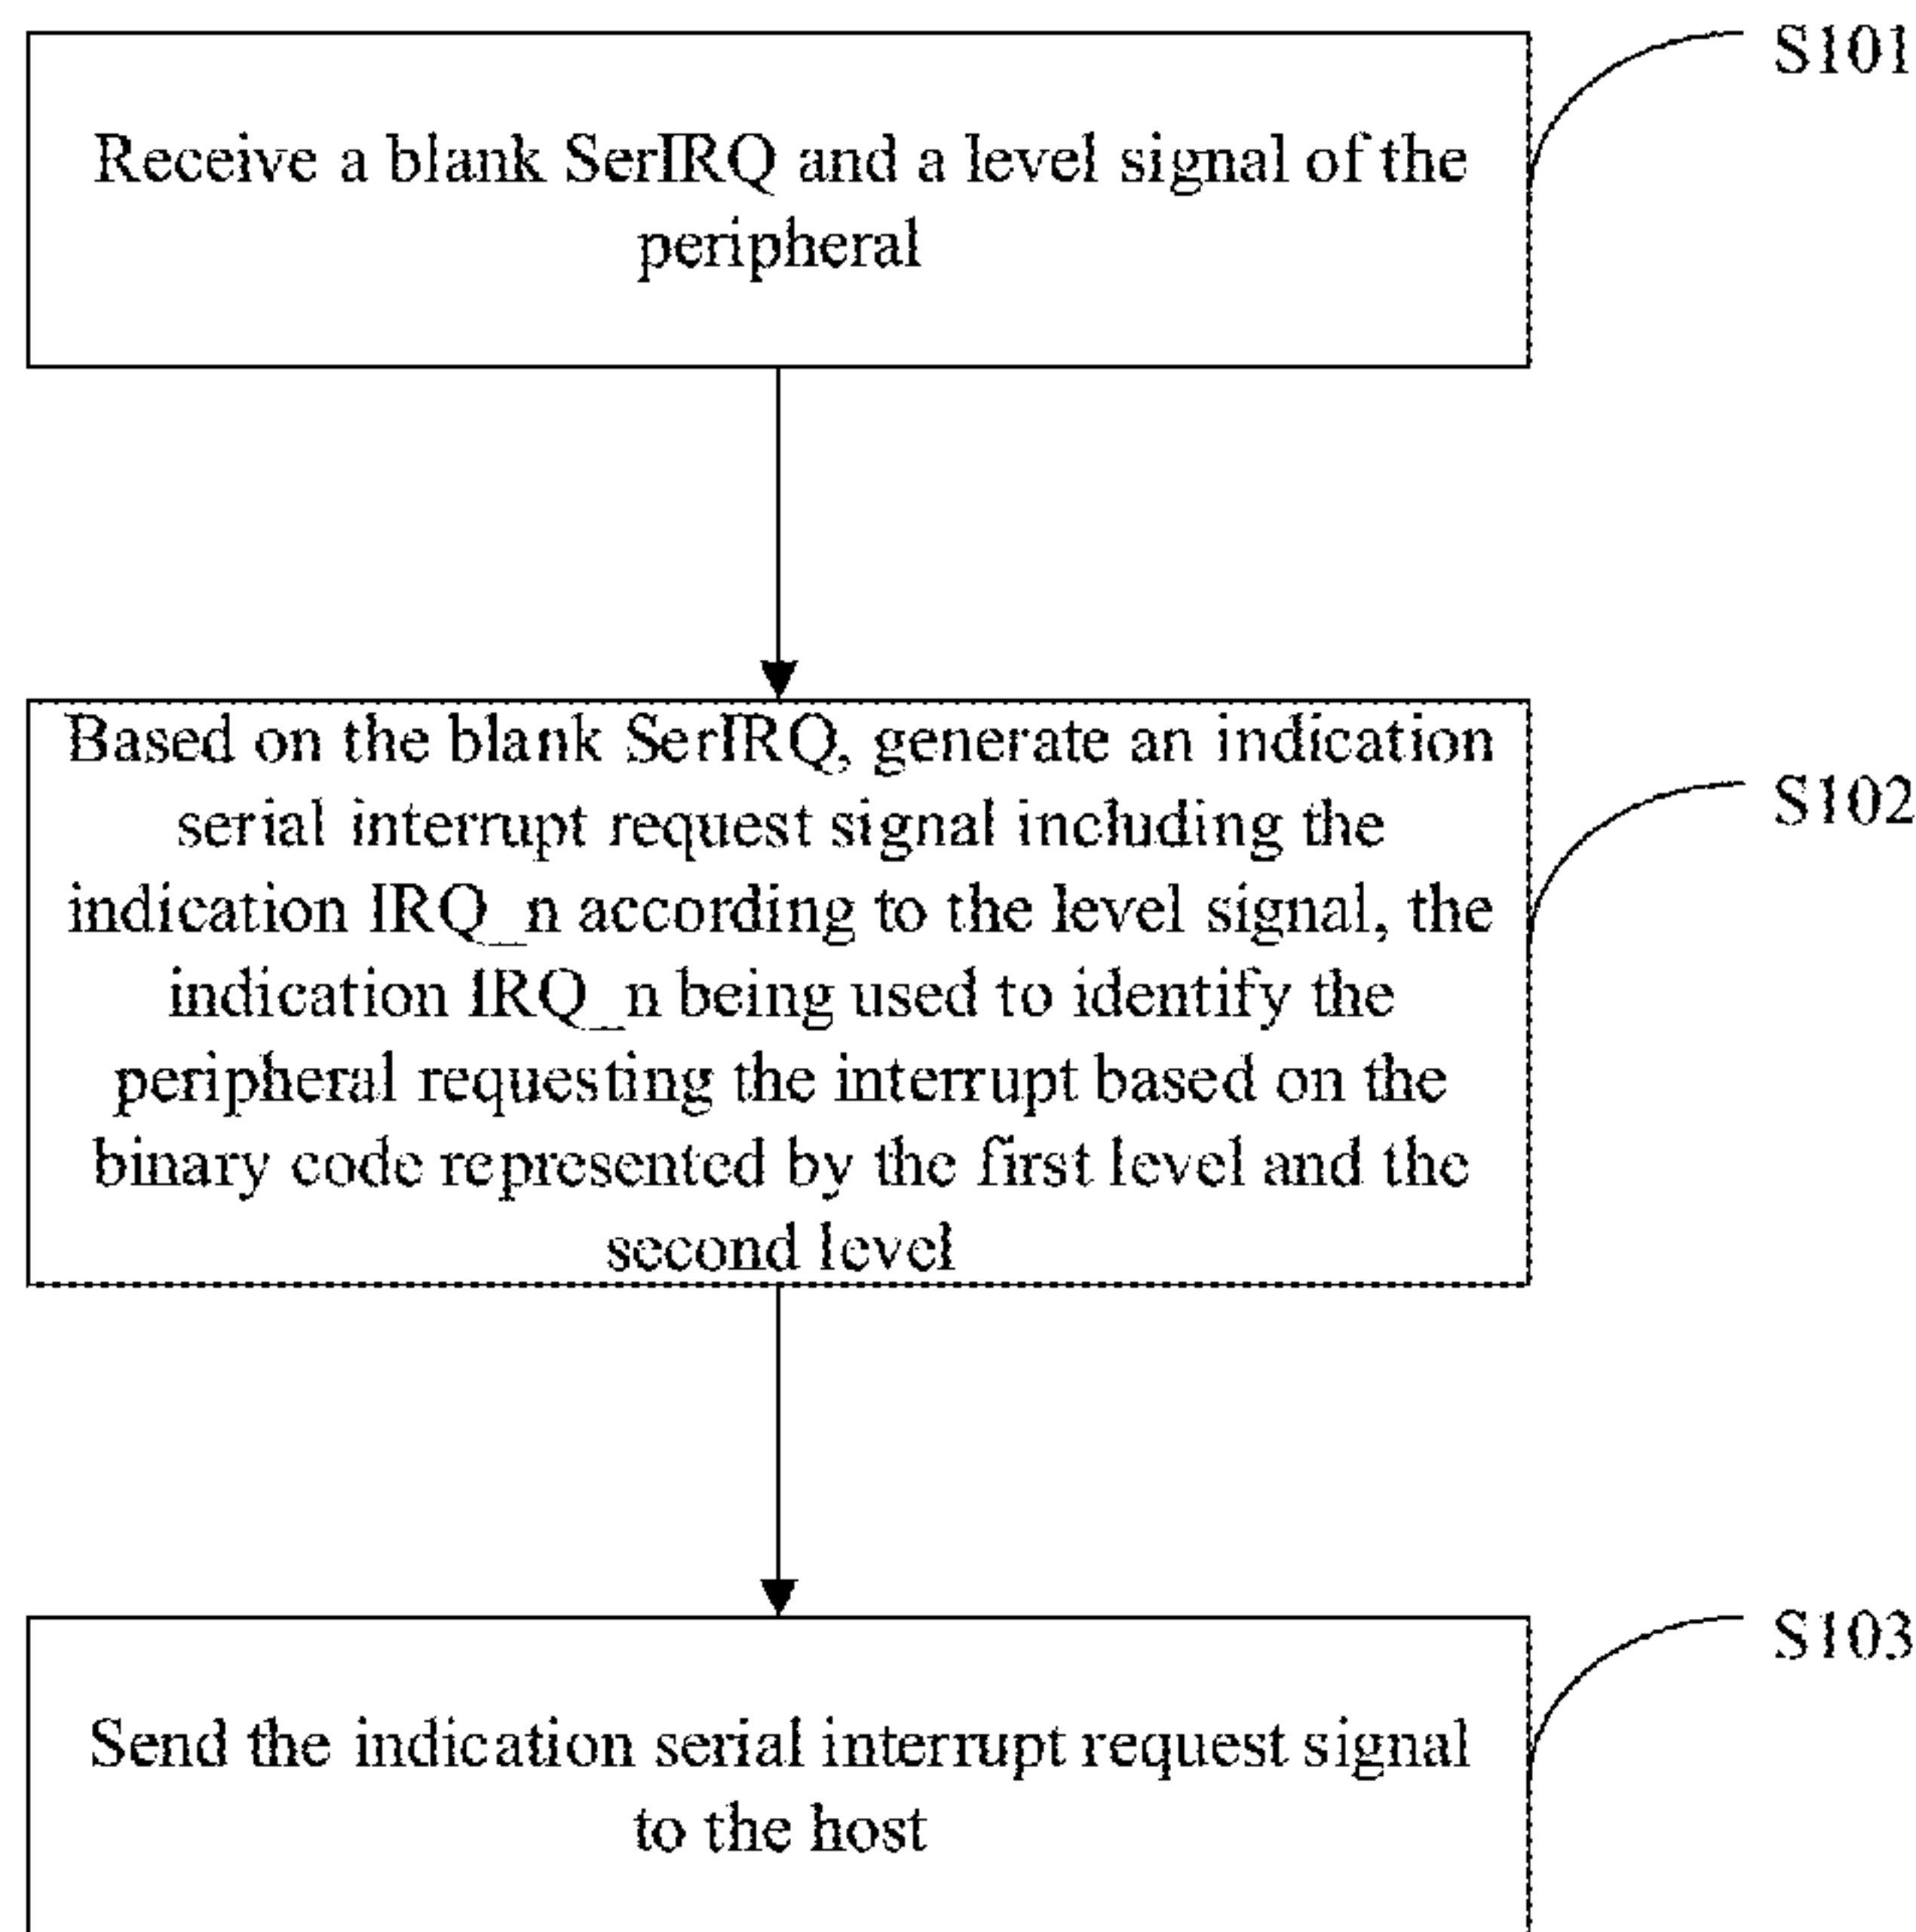 S101
Receive a blank SerIRQ and a level signal of the
peripheral
Based on the blank SerIRQ, generate an indication
S102
serial interrupt request signal including the
indication IRQ_n according to the level signal, the
indication IRQ_n being used to identify the
peripheral requesting the interrupt based on the
binary code represented by the first level and the
second level
S103
Send the indication serial interrupt request signal
to the host